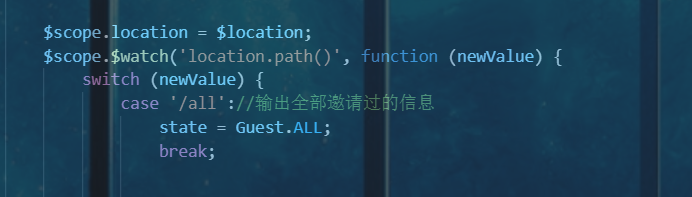 $scope.location = $location;
$scope.$watch('location.path()', function (newValue) {
switch (newValue) {
case '/all'://输出全部邀请过的信息
state = Guest.ALL;
break;